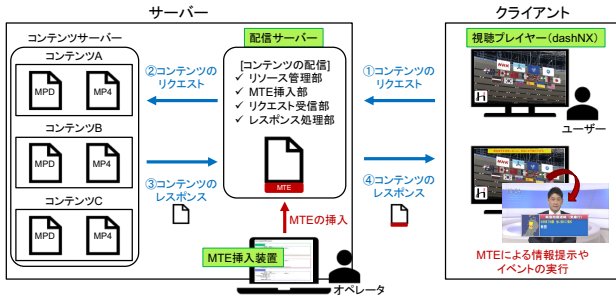 サーバー
クライアント
コンテンツサーバー
コンテンツA
MPD
MP4
コンテンツB
MPD
MP4
コンテンツC
MPD
MP4
②コンテンツの
リクエスト
③コンテンツの
レスポンス
配信サーバー
[コンテンツの配信]
✓ リソース管理部
✓ MTE挿入部
✓ リクエスト受信部
✓ レスポンス処理部
MTE
MTEの挿入
MTE挿入装置
オペレータ
①コンテンツの
リクエスト
④コンテンツの
レスポンス
視聴プレイヤー(dashNX)
NHK
ユーザー
MTEによる情報提示や
イベントの実行